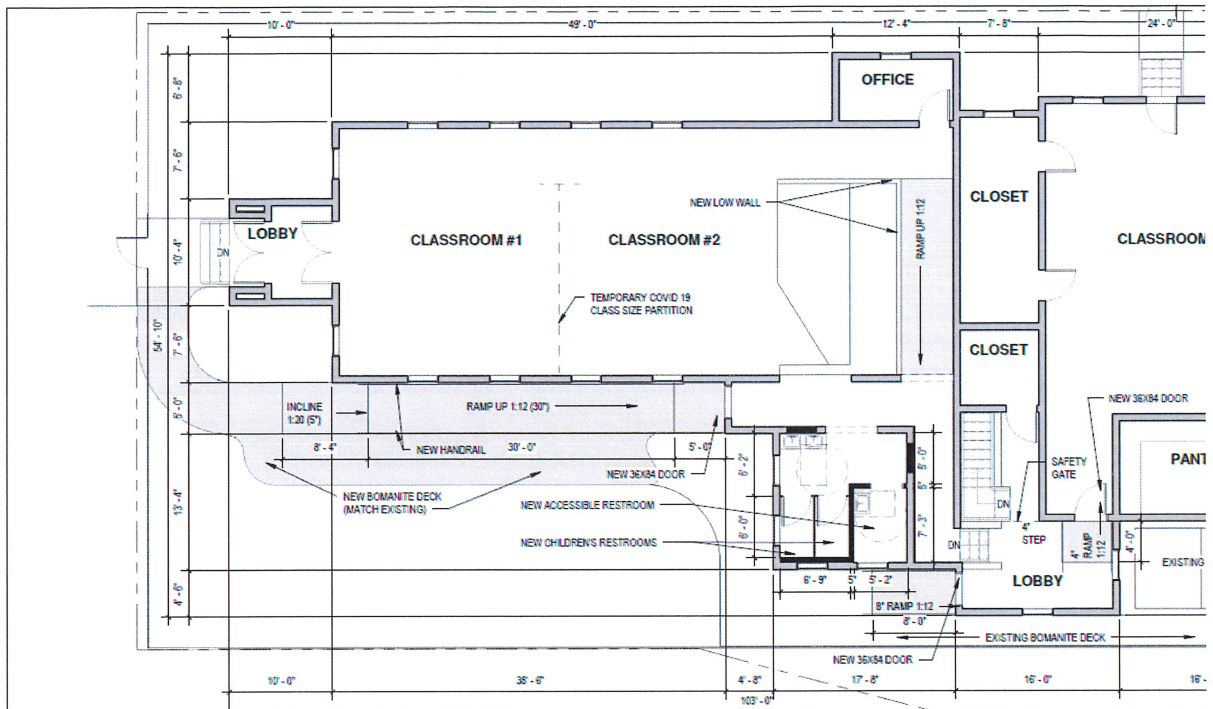 10' - 0"
49' - 0"
12' - 4"
7' - 8"
24' - 0"
6' - 8"
OFFICE
7' - 6"
NEW LOW WALL
CLOSET
LOBBY
CLASSROOM #1
CLASSROOM #2
RAMP UP 1:12
CLASSROOM
DN
10' - 4"
54' - 10"
TEMPORARY COVID 19
CLASS SIZE PARTITION
7' - 6"
CLOSET
INCLINE
1:20 (5")
RAMP UP 1:12 (30")
NEW 36X84 DOOR
8' - 4"
NEW HANDRAIL
30' - 0"
5' - 0"
6' - 2"
5' - 0"
SAFETY
GATE
PANT
NEW 36X84 DOOR
NEW BOMANITE DECK
(MATCH EXISTING)
13' - 4"
NEW ACCESSIBLE RESTROOM
5"
DN
6' - 0"
7' - 3"
4"
STEP
NEW CHILDREN'S RESTROOMS
DN
4" RAMP
1:12
4' - 0"
EXISTING
6' - 9"
5"
5' - 2"
LOBBY
4' - 6"
8" RAMP 1:12
8' - 0"
EXISTING BOMANITE DECK
NEW 36X84 DOOR
10' - 0"
38' - 6"
4' - 8"
17' - 8"
16' - 0"
16' -
103' - 0"